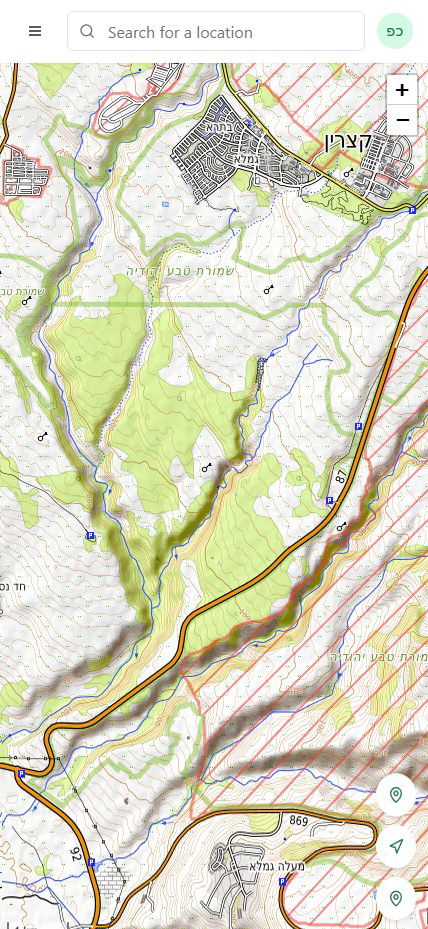 Search for a location
כפ
+
−
בתרא
קצרין
גמלא
שמורת טבע יהודיה
87
חד נס
שמורת טבע יהודיה
869
92
מעלה גמלא